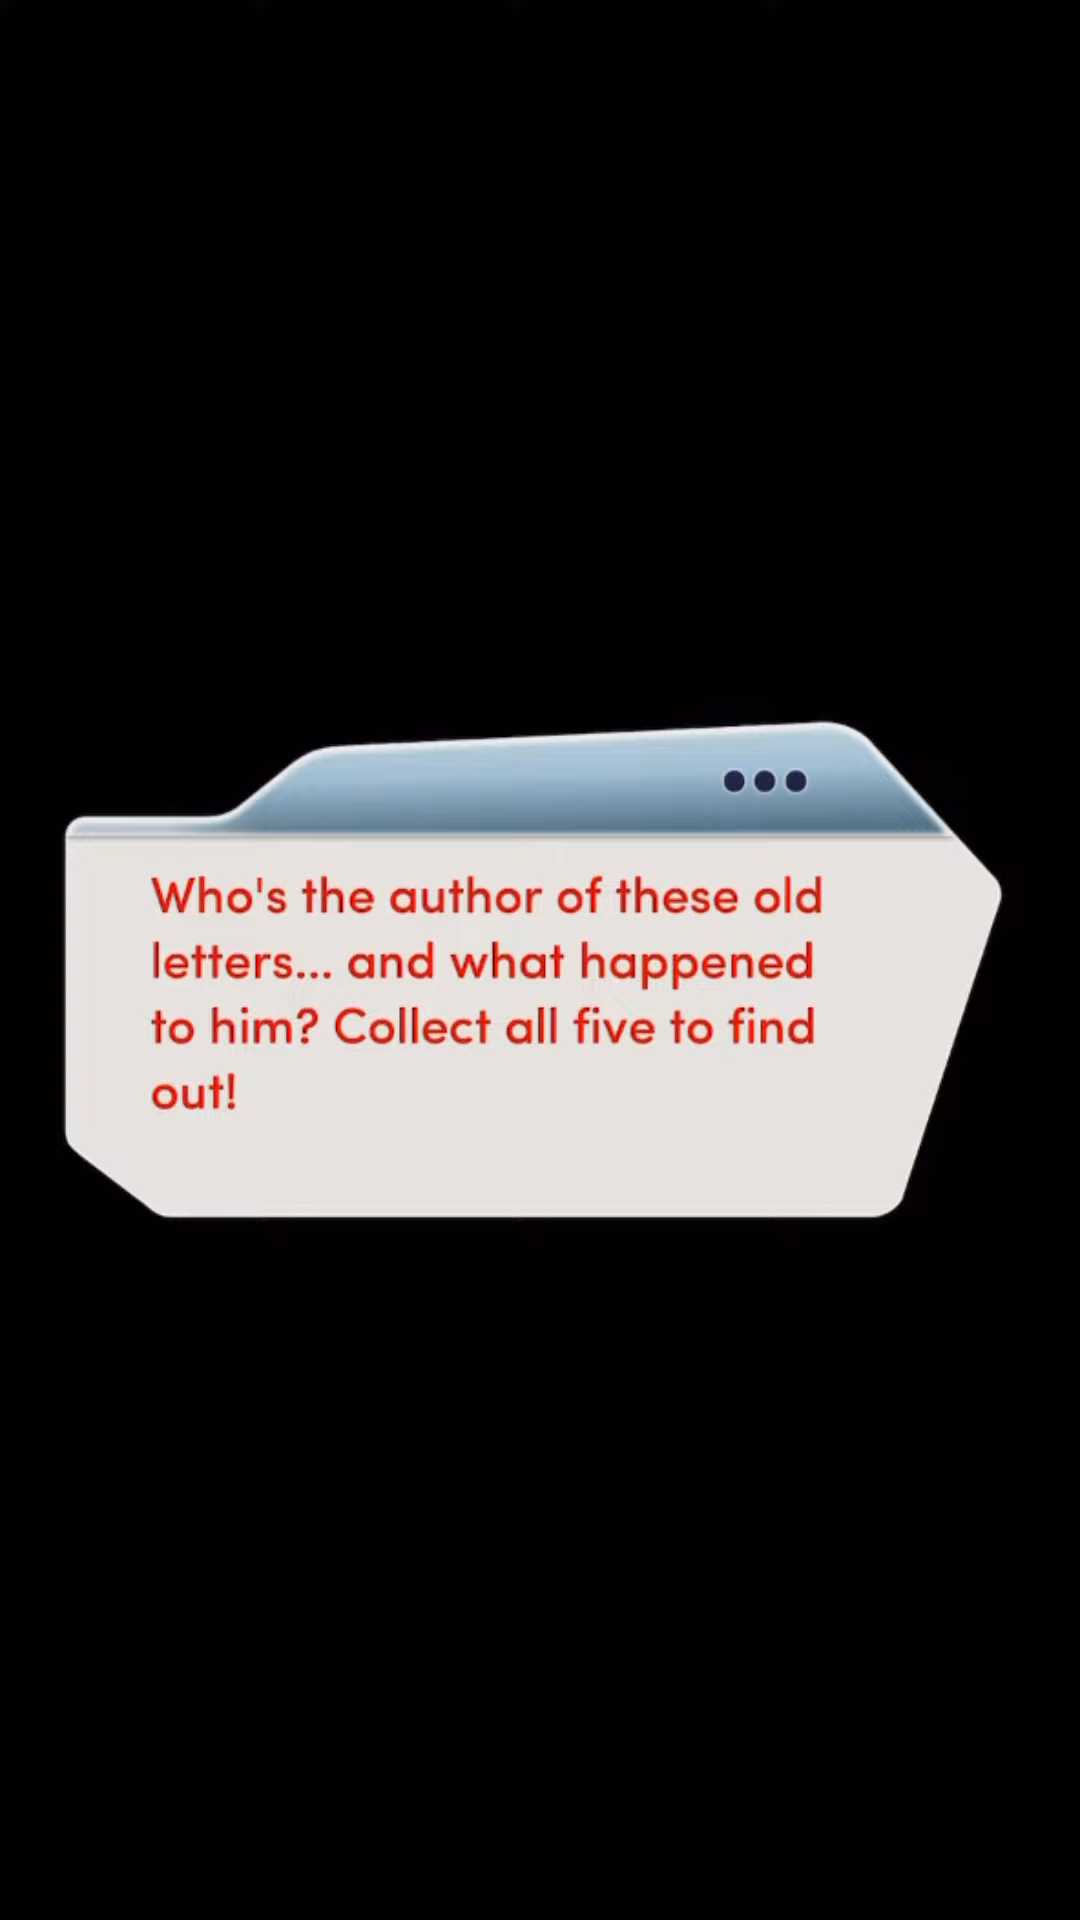 Who's the author of these old
letters... and what happened
to him? Collect all five to find
out!